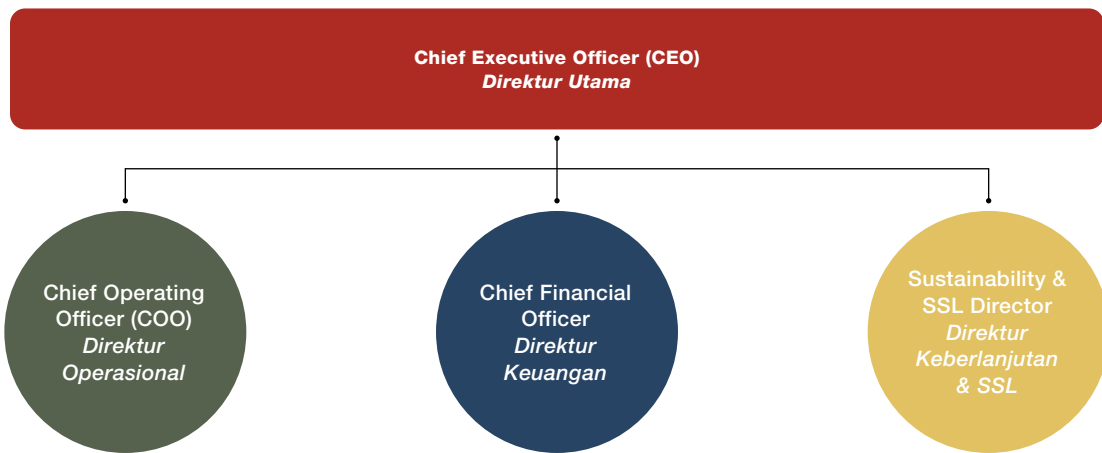 Chief Executive Officer (CEO)
Direktur Utama
Chief Operating
Officer (COO)
Direktur
Operasional
Chief Financial
Officer
Direktur
Keuangan
Sustainability &
SSL Director
Direktur
Keberlanjutan
& SSL